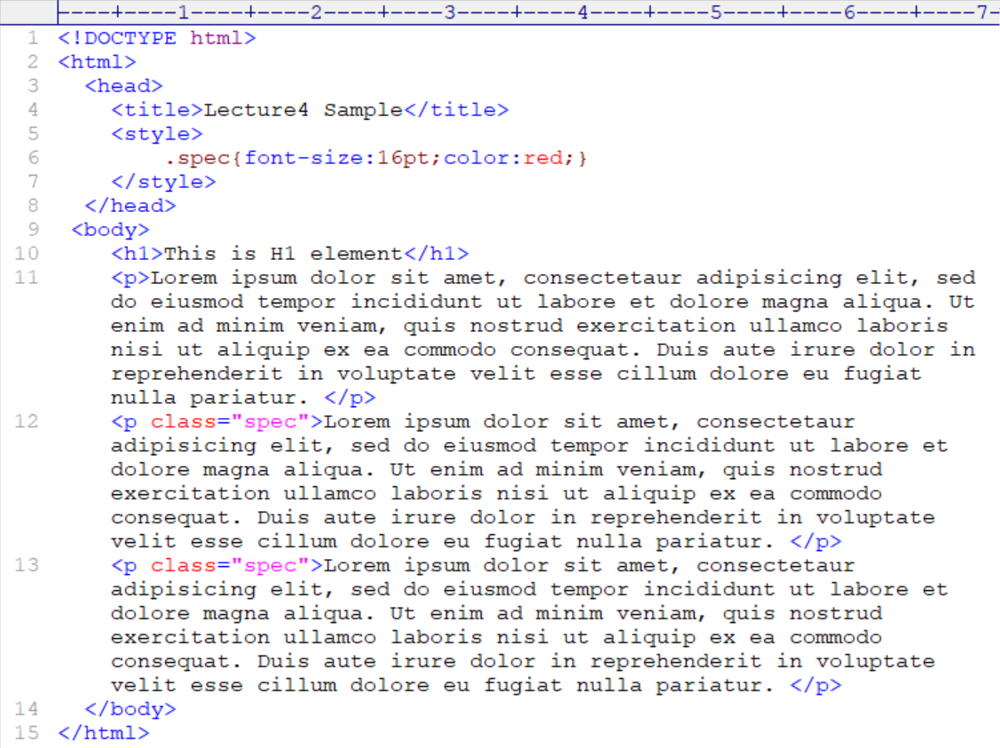 |----+----1----+----2----+----3----+----4----+----5----+----6----+----7-
1 <!DOCTYPE html>
2 <html>
3   <head>
4     <title>Lecture4 Sample</title>
5     <style>
6         .spec{font-size:16pt;color:red;}
7     </style>
8   </head>
9  <body>
10     <h1>This is H1 element</h1>
11     <p>Lorem ipsum dolor sit amet, consectetaur adipisicing elit, sed
do eiusmod tempor incididunt ut labore et dolore magna aliqua. Ut
enim ad minim veniam, quis nostrud exercitation ullamco laboris
nisi ut aliquip ex ea commodo consequat. Duis aute irure dolor in
reprehenderit in voluptate velit esse cillum dolore eu fugiat
nulla pariatur. </p>
12     <p class="spec">Lorem ipsum dolor sit amet, consectetaur
adipisicing elit, sed do eiusmod tempor incididunt ut labore et
dolore magna aliqua. Ut enim ad minim veniam, quis nostrud
exercitation ullamco laboris nisi ut aliquip ex ea commodo
consequat. Duis aute irure dolor in reprehenderit in voluptate
velit esse cillum dolore eu fugiat nulla pariatur. </p>
13     <p class="spec">Lorem ipsum dolor sit amet, consectetaur
adipisicing elit, sed do eiusmod tempor incididunt ut labore et
dolore magna aliqua. Ut enim ad minim veniam, quis nostrud
exercitation ullamco laboris nisi ut aliquip ex ea commodo
consequat. Duis aute irure dolor in reprehenderit in voluptate
velit esse cillum dolore eu fugiat nulla pariatur. </p>
14   </body>
15 </html>